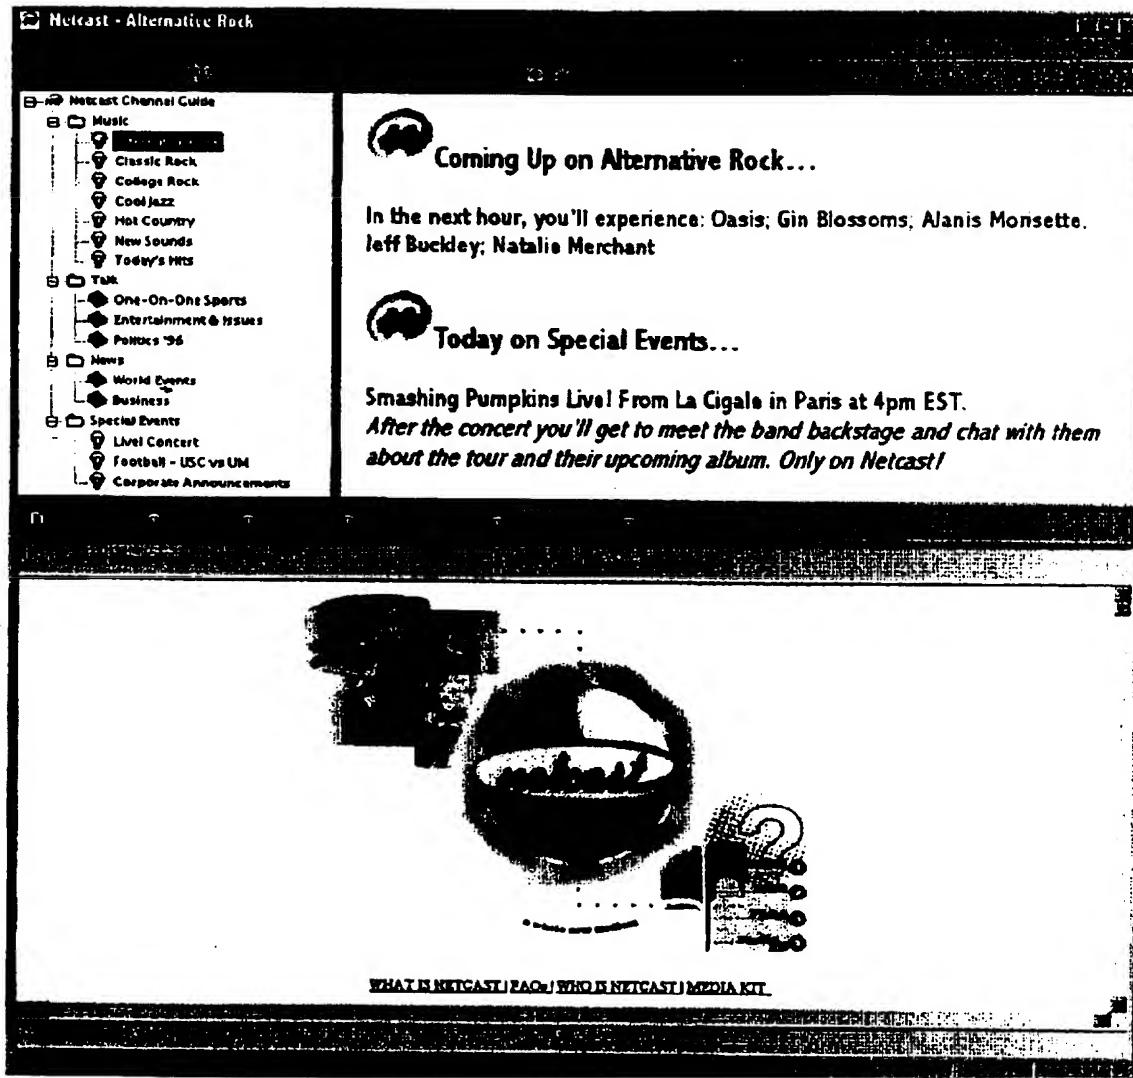 Netcast - Alternative Rock
Netcast Channel Guide
Music
Classic Rock
College Rock
Cool Jazz
Hot Country
New Sounds
Today's Hits
Talk
One-On-One Sports
Entertainment & Issues
Politics '96
News
World Events
Business
Special Events
Live! Concert
Football - USC vs UM
Corporate Announcements
Coming Up on Alternative Rock...
In the next hour, you'll experience: Oasis; Gin Blossoms; Alanis Morisette.
Jeff Buckley; Natalie Merchant
Today on Special Events...
Smashing Pumpkins Live! From La Cigale in Paris at 4pm EST.
After the concert you'll get to meet the band backstage and chat with them
about the tour and their upcoming album. Only on Netcast!
netcast
a whole new medium
WHAT IS NETCAST | FAQs | WHO IS NETCAST | MEDIA KIT